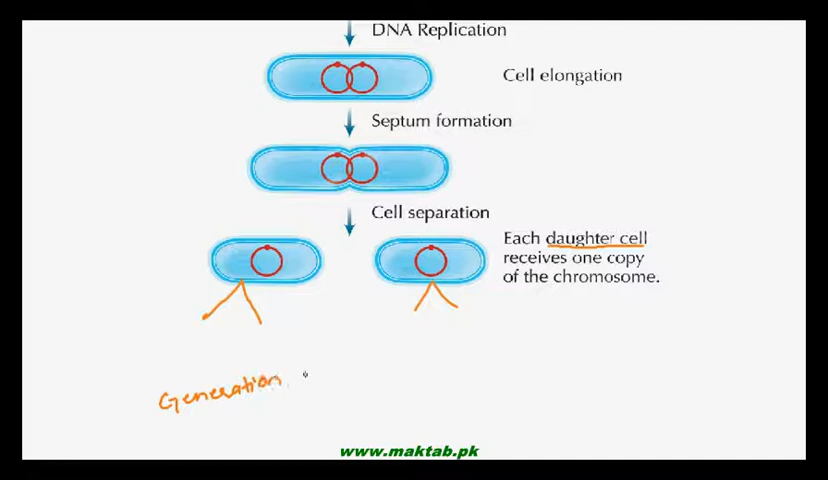 DNA Replication
Cell elongation
Septum formation
Cell separation
Each daughter cell
receives one copy
of the chromosome.
Generation
www.maktab.pk